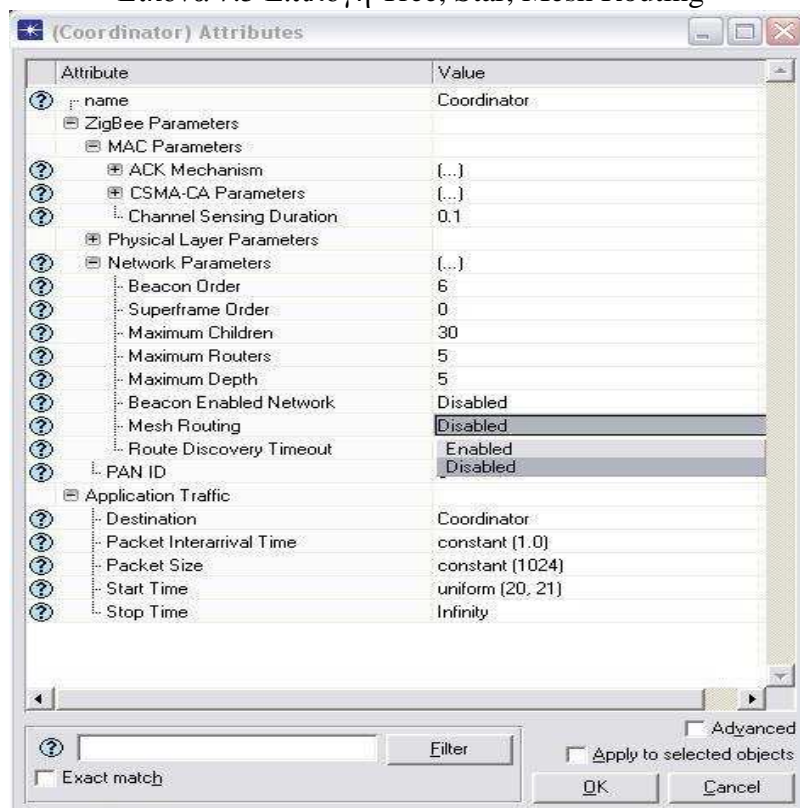 Tree, Star, Mesh Routing
(Coordinator) Attributes
Attribute Value
name Coordinator
ZigBee Parameters
MAC Parameters
ACK Mechanism (...)
CSMA-CA Parameters (...)
Channel Sensing Duration 0.1
Physical Layer Parameters
Network Parameters (...)
Beacon Order 6
Superframe Order 0
Maximum Children 30
Maximum Routers 5
Maximum Depth 5
Beacon Enabled Network Disabled
Mesh Routing Disabled
Route Discovery Timeout Enabled
PAN ID Disabled
Application Traffic
Destination Coordinator
Packet Interarrival Time constant (1.0)
Packet Size constant (1024)
Start Time uniform (20, 21)
Stop Time Infinity
Advanced
Filter
Apply to selected objects
Exact match
OK Cancel